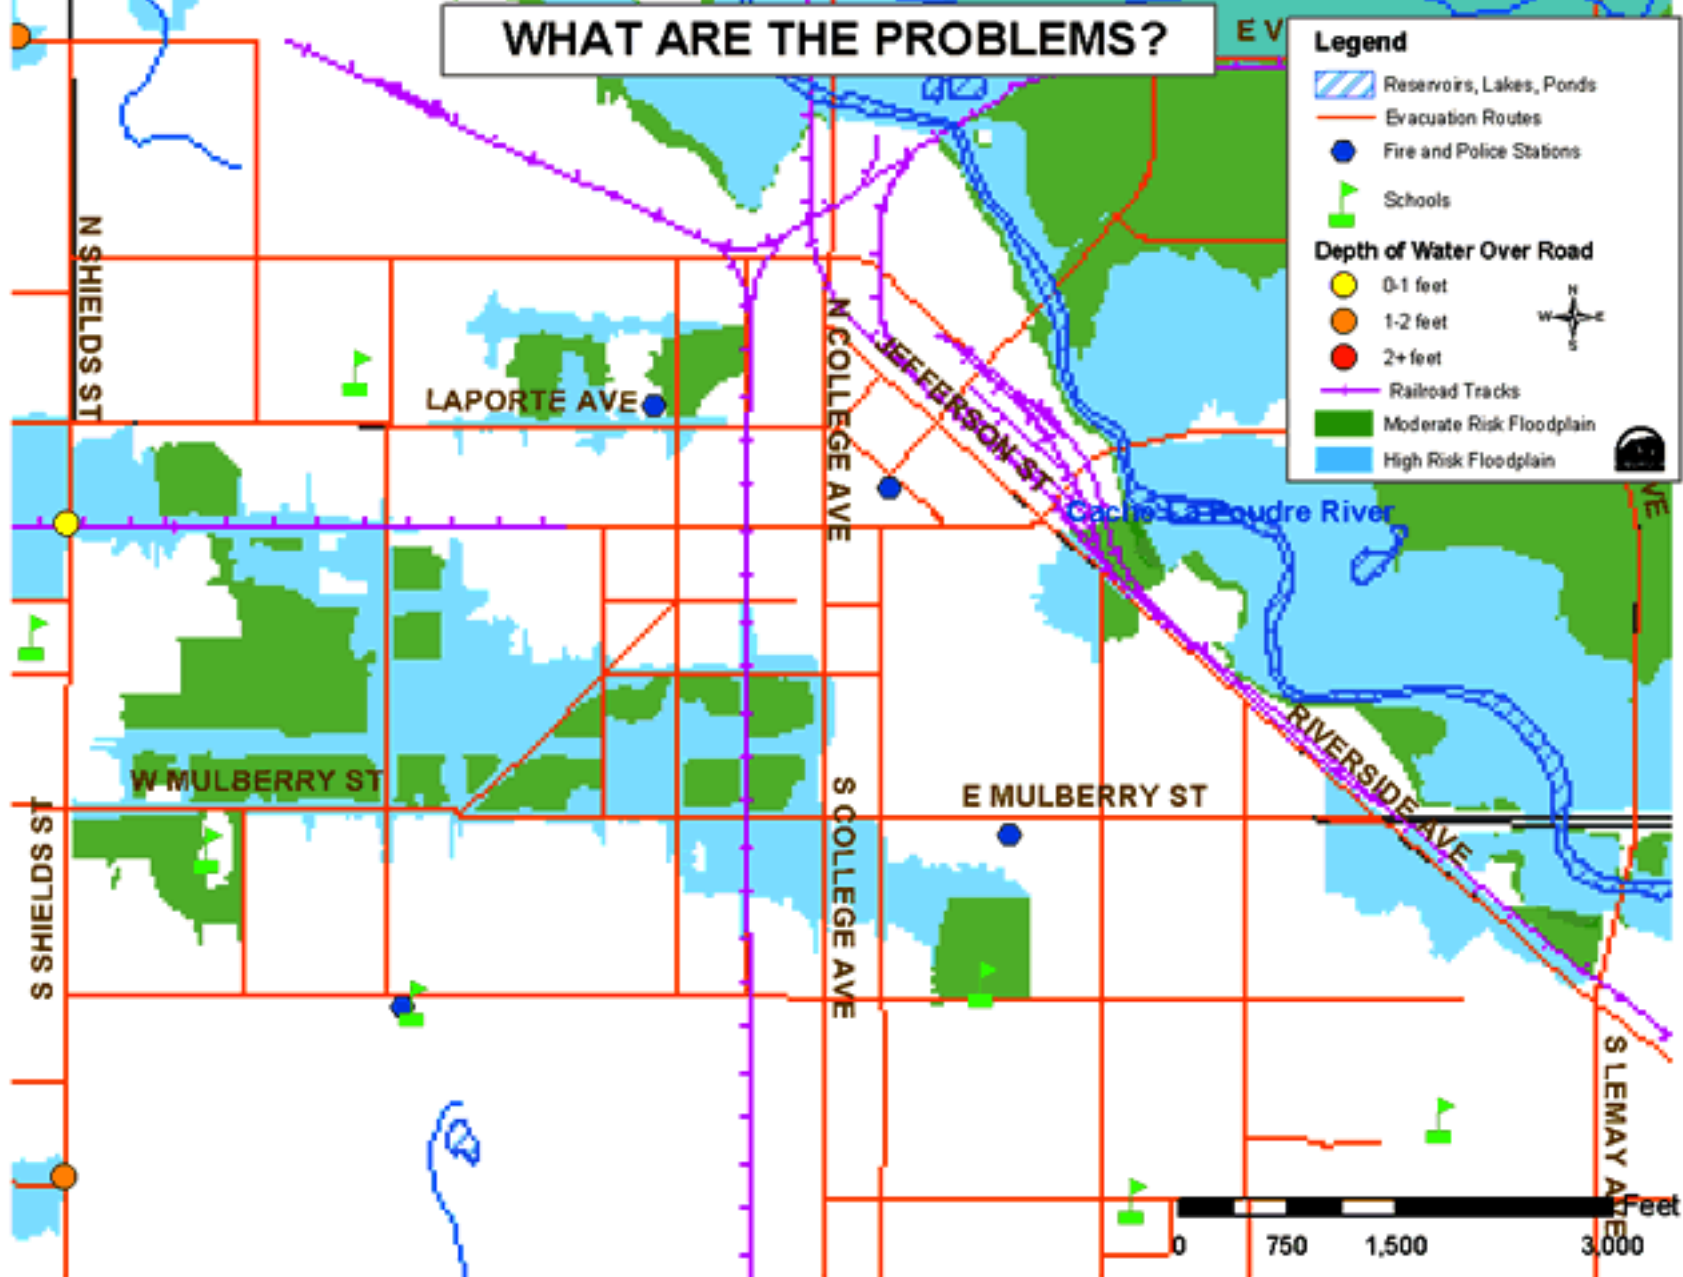 WHAT ARE THE PROBLEMS?
E V
Legend
Reservoirs, Lakes, Ponds
Evacuation Routes
Fire and Police Stations
Schools
Depth of Water Over Road
0-1 feet
1-2 feet
2+ feet
Railroad Tracks
Moderate Risk Floodplain
High Risk Floodplain
N
W
E
S
N SHIELDS ST
LAPORTE AVE
N COLLEGE AVE
JEFFERSON ST
Cache La Poudre River
VE
W MULBERRY ST
E MULBERRY ST
RIVERSIDE AVE
S SHIELDS ST
S COLLEGE AVE
S LEMAY AVE
Feet
0
750
1,500
3,000